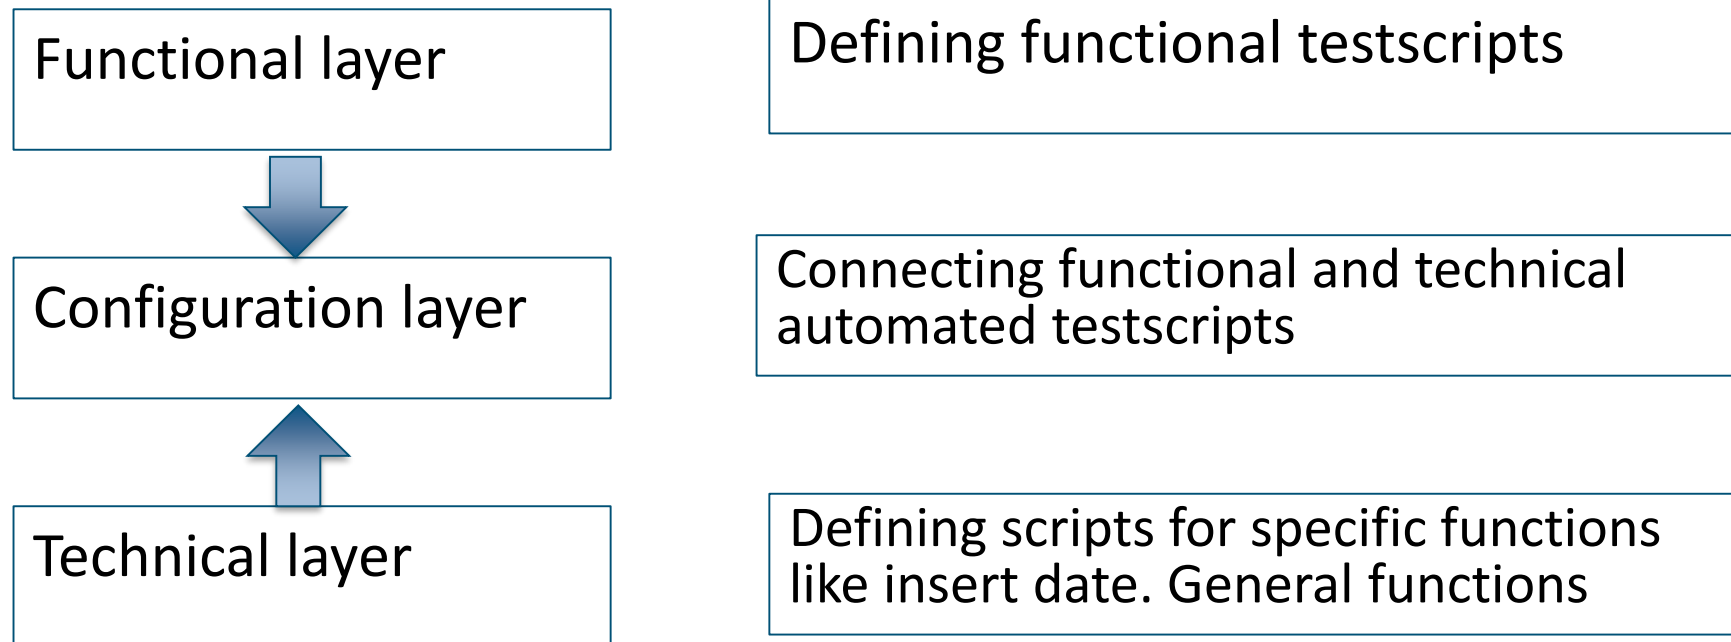 Functional layer
Defining functional testscripts
Configuration layer
Connecting functional and technical
automated testscripts
Technical layer
Defining scripts for specific functions
like insert date. General functions